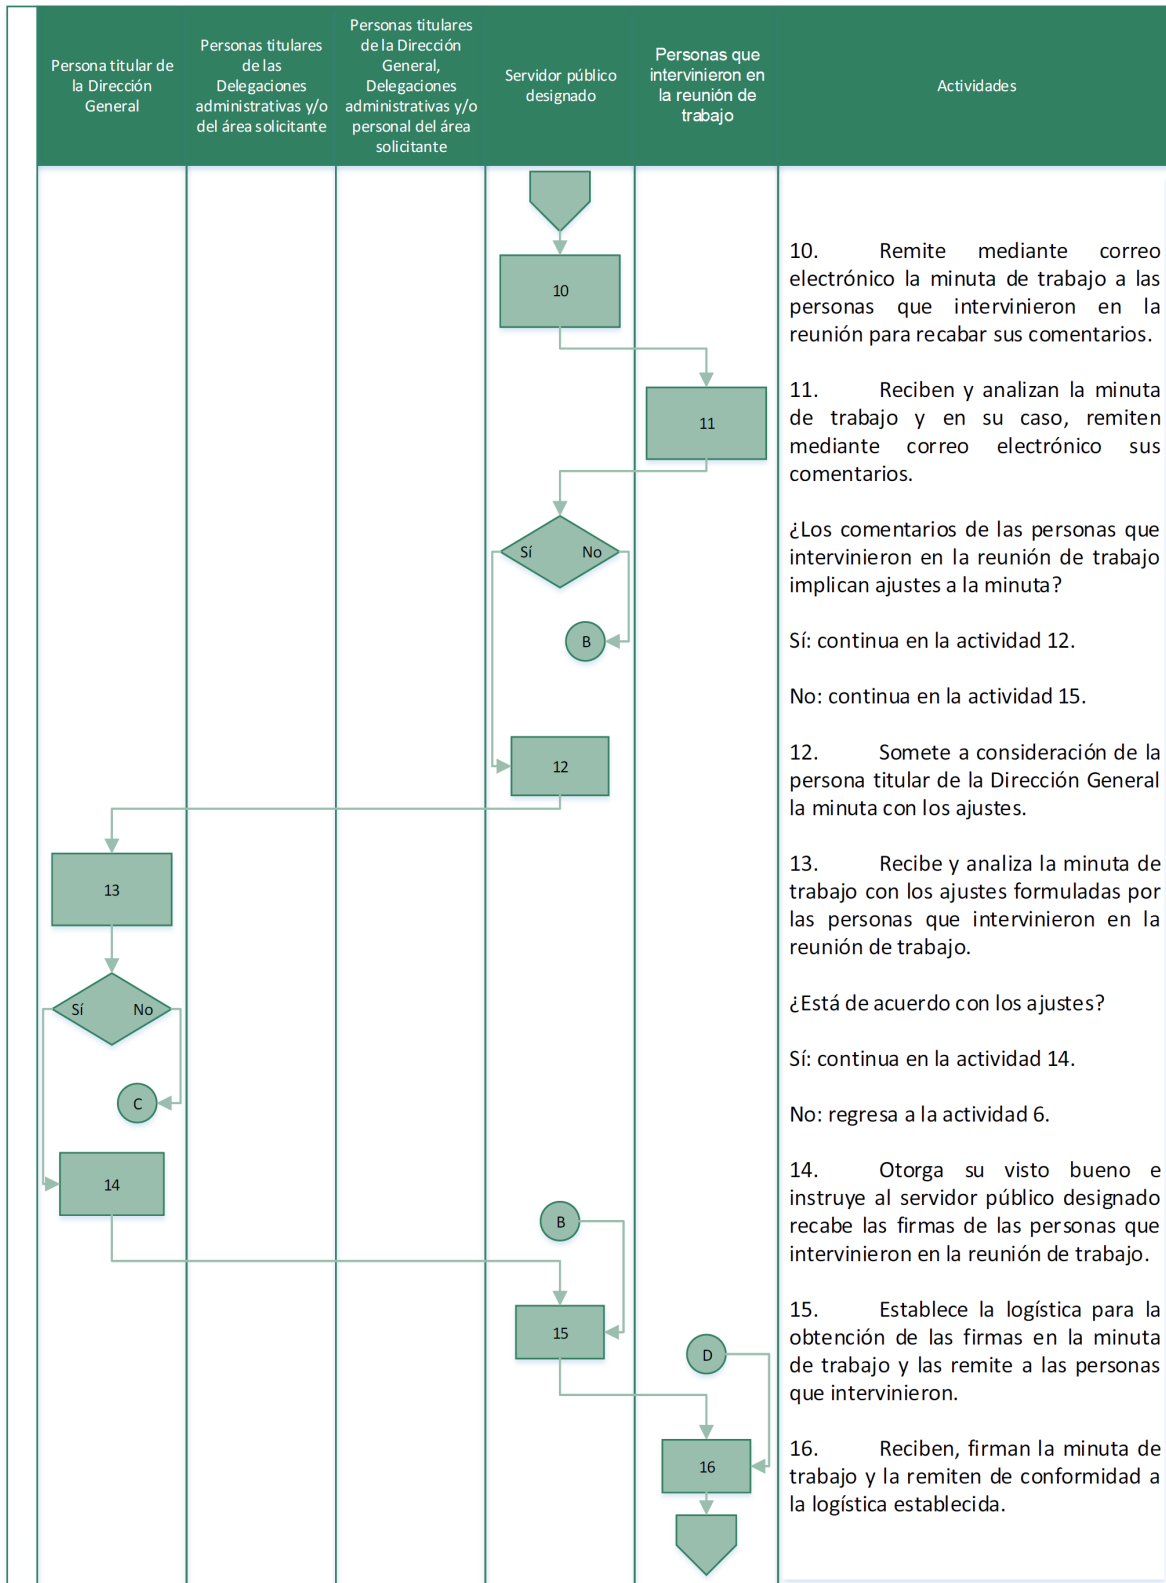 Persona titular de
la Dirección
General
Personas titulares
de las
Delegaciones
administrativas y/o
del área solicitante
Personas titulares
de la Dirección
General,
Delegaciones
administrativas y/o
personal del área
solicitante
Servidor público
designado
Personas que
intervinieron en
la reunión de
trabajo
Actividades
10
11
Sí No
B
12
13
Sí No
C
14
B
15
D
16
10. Remite mediante correo
electrónico la minuta de trabajo a las
personas que intervinieron en la
reunión para recabar sus comentarios.
11. Reciben y analizan la minuta
de trabajo y en su caso, remiten
mediante correo electrónico sus
comentarios.
¿Los comentarios de las personas que
intervinieron en la reunión de trabajo
implican ajustes a la minuta?
Sí: continua en la actividad 12.
No: continua en la actividad 15.
12. Somete a consideración de la
persona titular de la Dirección General
la minuta con los ajustes.
13. Recibe y analiza la minuta de
trabajo con los ajustes formuladas por
las personas que intervinieron en la
reunión de trabajo.
¿Está de acuerdo con los ajustes?
Sí: continua en la actividad 14.
No: regresa a la actividad 6.
14. Otorga su visto bueno e
instruye al servidor público designado
recabe las firmas de las personas que
intervinieron en la reunión de trabajo.
15. Establece la logística para la
obtención de las firmas en la minuta
de trabajo y las remite a las personas
que intervinieron.
16. Reciben, firman la minuta de
trabajo y la remiten de conformidad a
la logística establecida.